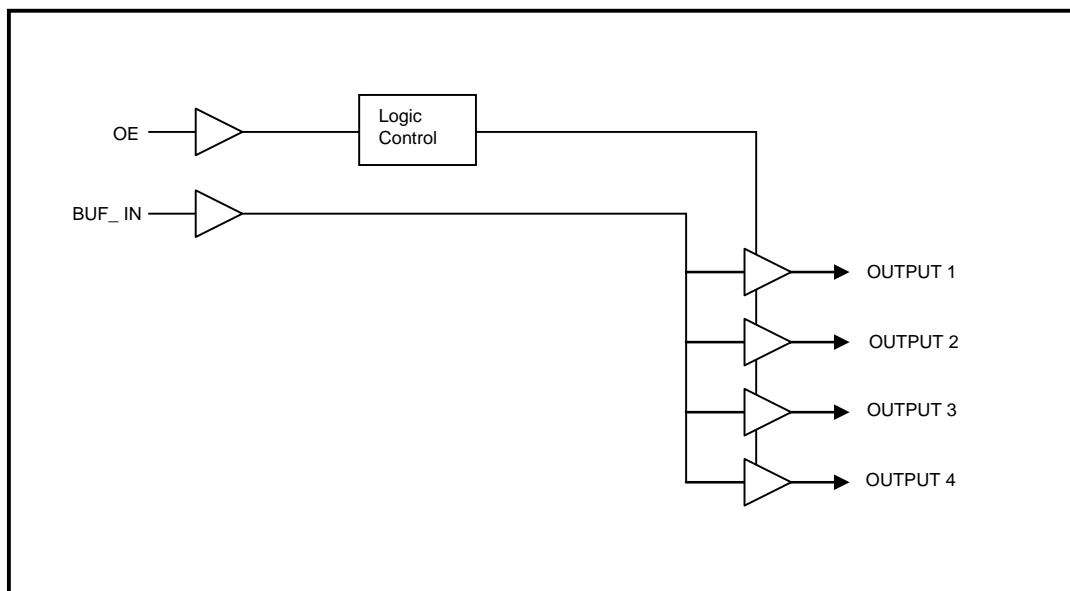 OE
Logic
Control
BUF_ IN
OUTPUT 1
OUTPUT 2
OUTPUT 3
OUTPUT 4